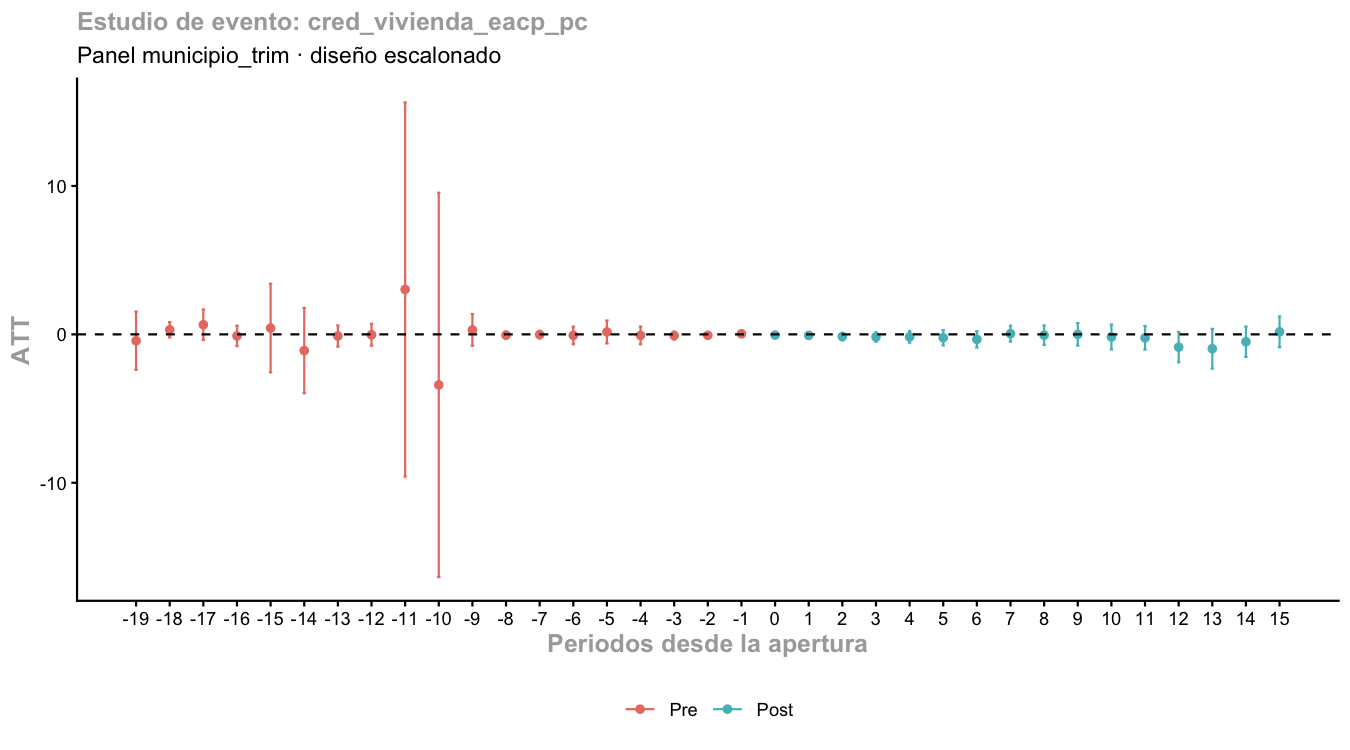 Estudio de evento: cred_vivienda_eacp_pc
Panel municipio_trim · diseño escalonado
10
0
-10
ATT
-19 -18 -17 -16 -15 -14 -13 -12 -11 -10 -9 -8 -7 -6 -5 -4 -3 -2 -1 0 1 2 3 4 5 6 7 8 9 10 11 12 13 14 15
Periodos desde la apertura
Pre Post